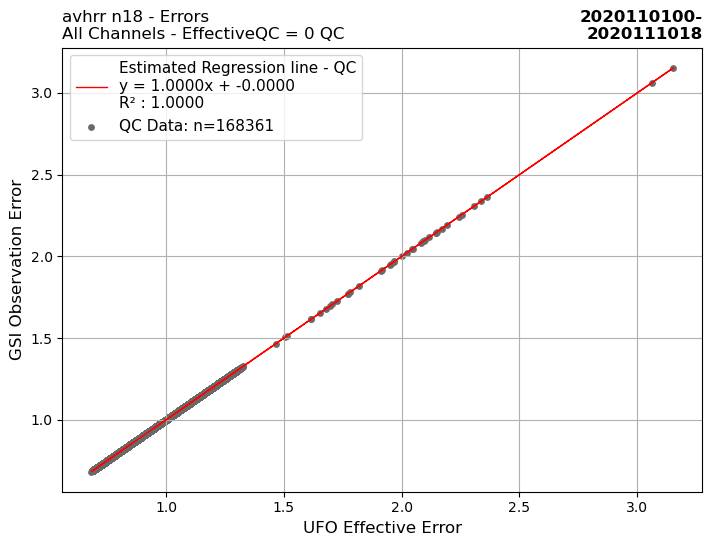 avhrr n18 - Errors
All Channels - EffectiveQC = 0 QC
2020110100-
2020111018
Estimated Regression line - QC
y = 1.0000x + -0.0000
R² : 1.0000
QC Data: n=168361
GSI Observation Error
3.0
2.5
2.0
1.5
1.0
1.0
1.5
2.0
2.5
3.0
UFO Effective Error